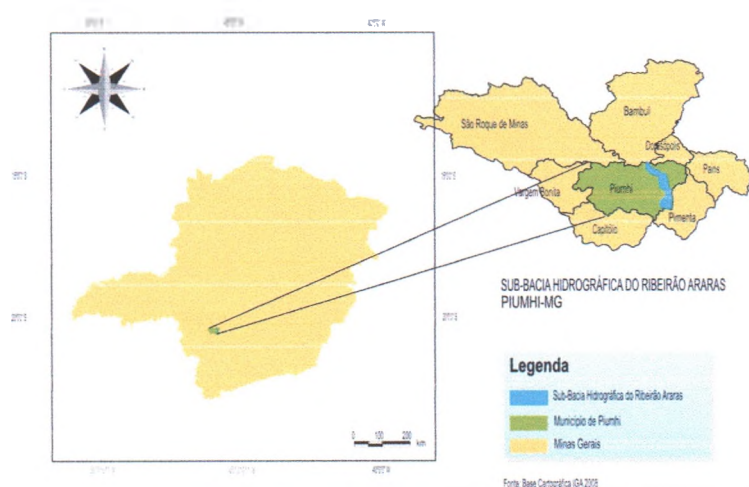 São Roque de Minas
Bambuí
Doresópois
Pains
Vargem Bonita
Piumhi
Pimenta
Capitólio
SUB-BACIA HIDROGRÁFICA DO RIBEIRÃO ARARAS
PIUMHI-MG
Legenda
Sub-Bacia Hidrográfica do Ribeirão Araras
Município de Piumhi
Minas Gerais
0 100 200
km
Fonte: Base Cartográfica IGA 2008